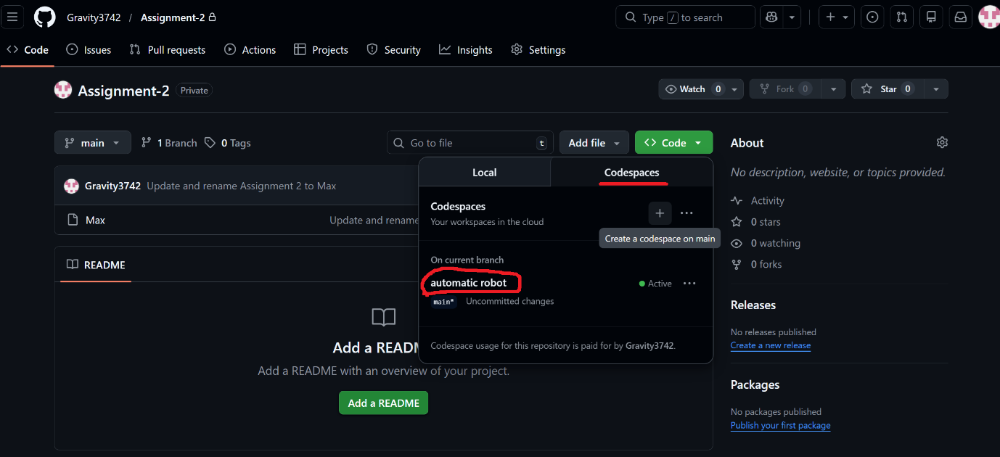 Gravity3742 / Assignment-2
Type / to search
Code Issues Pull requests Actions Projects Security Insights Settings
Assignment-2 Private
Watch 0 Fork 0 Star 0
main 1 Branch 0 Tags
Go to file t Add file Code
Gravity3742 Update and rename Assignment 2 to Max
Max Update and rename
README
Add a READM
Add a README with an overview of your project.
Add a README
Local Codespaces
Codespaces
Your workspaces in the cloud
Create a codespace on main
On current branch
automatic robot Active
main* Uncommitted changes
Codespace usage for this repository is paid for by Gravity3742.
About
No description, website, or topics provided.
Activity
0 stars
0 watching
0 forks
Releases
No releases published
Create a new release
Packages
No packages published
Publish your first package